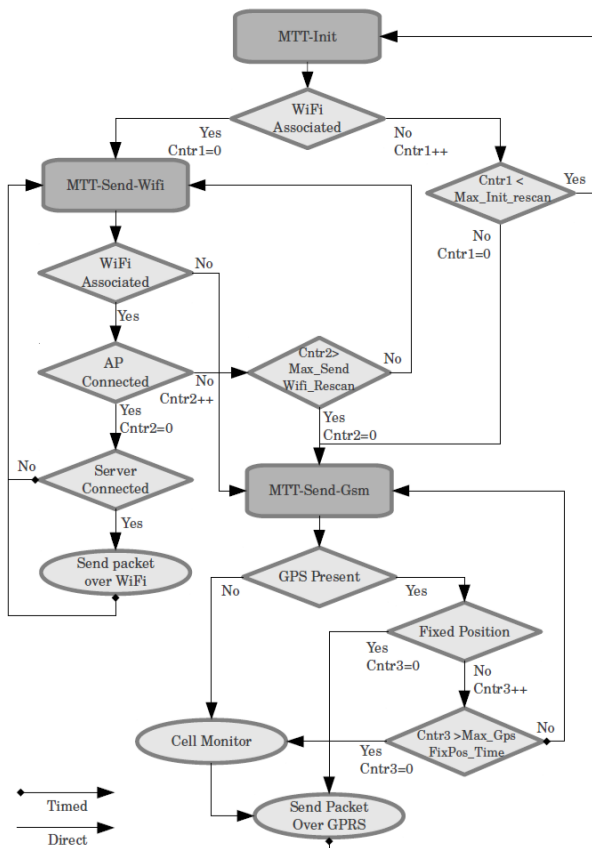 MTT-Init
WiFi
Associated
Yes
Cntr1=0
No
Cntr1++
MTT-Send-Wifi
Cntr1 <
Max_Init_rescan
Yes
No
Cntr1=0
WiFi
Associated
No
Yes
AP
Connected
No
Cntr2++
Cntr2>
Max_Send
Wifi_Rescan
No
Yes
Cntr2=0
Yes
Cntr2=0
No
Server
Connected
MTT-Send-Gsm
Yes
Send packet
over WiFi
GPS Present
No
Yes
Fixed Position
Yes
Cntr3=0
No
Cntr3++
Cell Monitor
Cntr3 >Max_Gps
FixPos_Time
No
Yes
Cntr3=0
Send Packet
Over GPRS
Timed
Direct